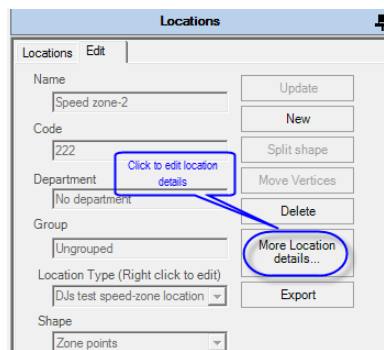 Locations
Locations Edit
Name
Speed zone-2
Code
222
Department
No department
Group
Ungrouped
Location Type (Right click to edit)
DJs test speed-zone location
Shape
Zone points
Update
New
Split shape
Move Vertices
Delete
More Location
details...
Export
Click to edit location
details